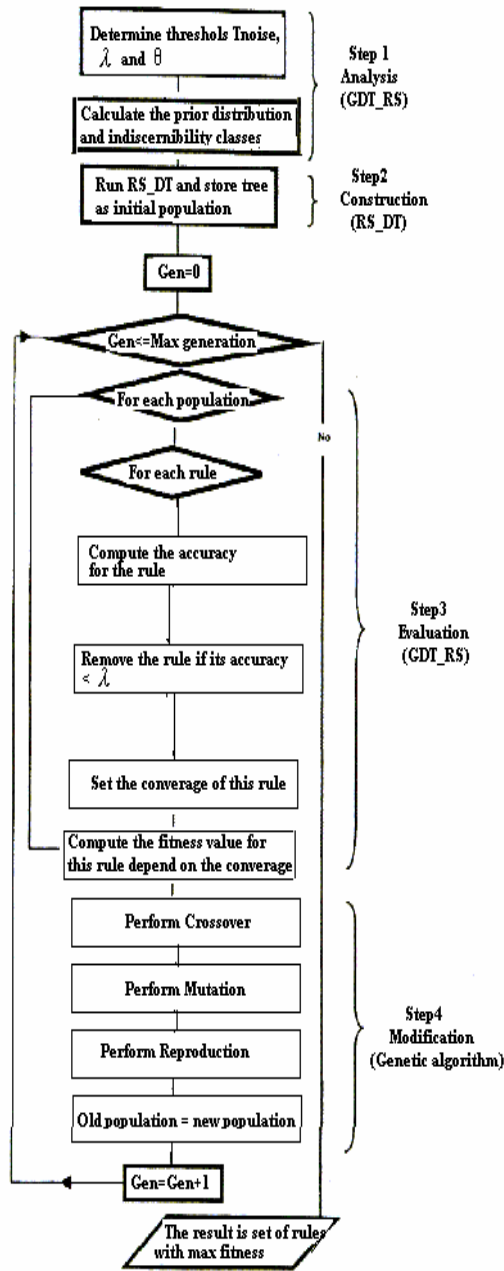 Determine threshols Tnoise,
λ and θ
Step 1
Analysis
(GDT_RS)
Calculate the prior distribution
and indiscernibility classes
Run RS_DT and store tree
as initial population
Step2
Construction
(RS_DT)
Gen=0
Gen<=Max generation
For each population
No
For each rule
Compute the accuracy
for the rule
Step3
Evaluation
(GDT_RS)
Remove the rule if its accuracy
< λ
Set the converage of this rule
Compute the fitness value for
this rule depend on the converage
Perform Crossover
Perform Mutation
Step4
Modification
(Genetic algorithm)
Perform Reproduction
Old population = new population
Gen=Gen+1
The result is set of rules
with max fitness